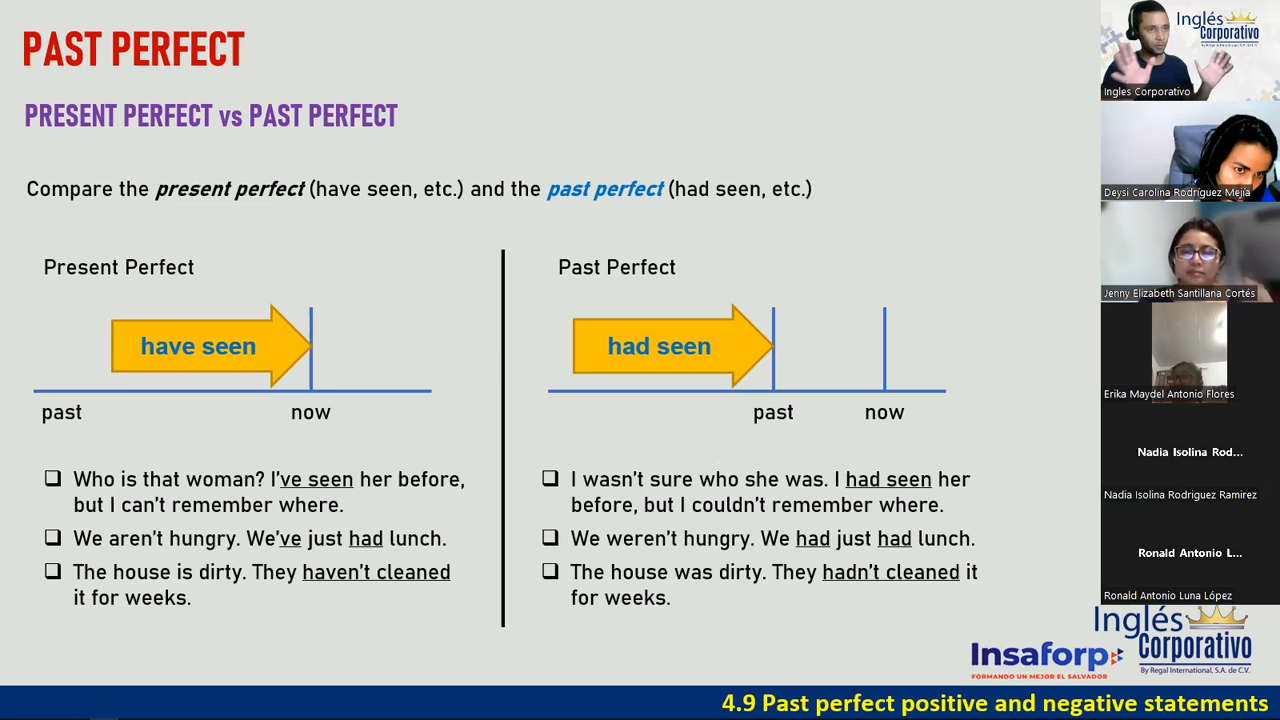 PAST PERFECT
PRESENT PERFECT vs PAST PERFECT
Compare the present perfect (have seen, etc.) and the past perfect (had seen, etc.)
Present Perfect
have seen
past
now
❑ Who is that woman? I've seen her before,
but I can't remember where.
❑ We aren't hungry. We've just had lunch.
❑ The house is dirty. They haven't cleaned
it for weeks.
Past Perfect
had seen
past
now
❑ I wasn't sure who she was. I had seen her
before, but I couldn't remember where.
❑ We weren't hungry. We had just had lunch.
❑ The house was dirty. They hadn't cleaned it
for weeks.
Inglés
Corporativo
By Regal International, S.A. de C.V.
Ingles Corporativo
Deysi Carolina Rodríguez Mejía
Jenny Elizabeth Santillana Cortés
Erika Maydel Antonio Flores
Nadia Isolina Rod...
Nadia Isolina Rodriguez Ramirez
Ronald Antonio L...
Ronald Antonio Luna López
Insaforp
FORMANDO UN MEJOR EL SALVADOR
Inglés
Corporativo
By Regal International, S.A. de C.V.
4.9 Past perfect positive and negative statements